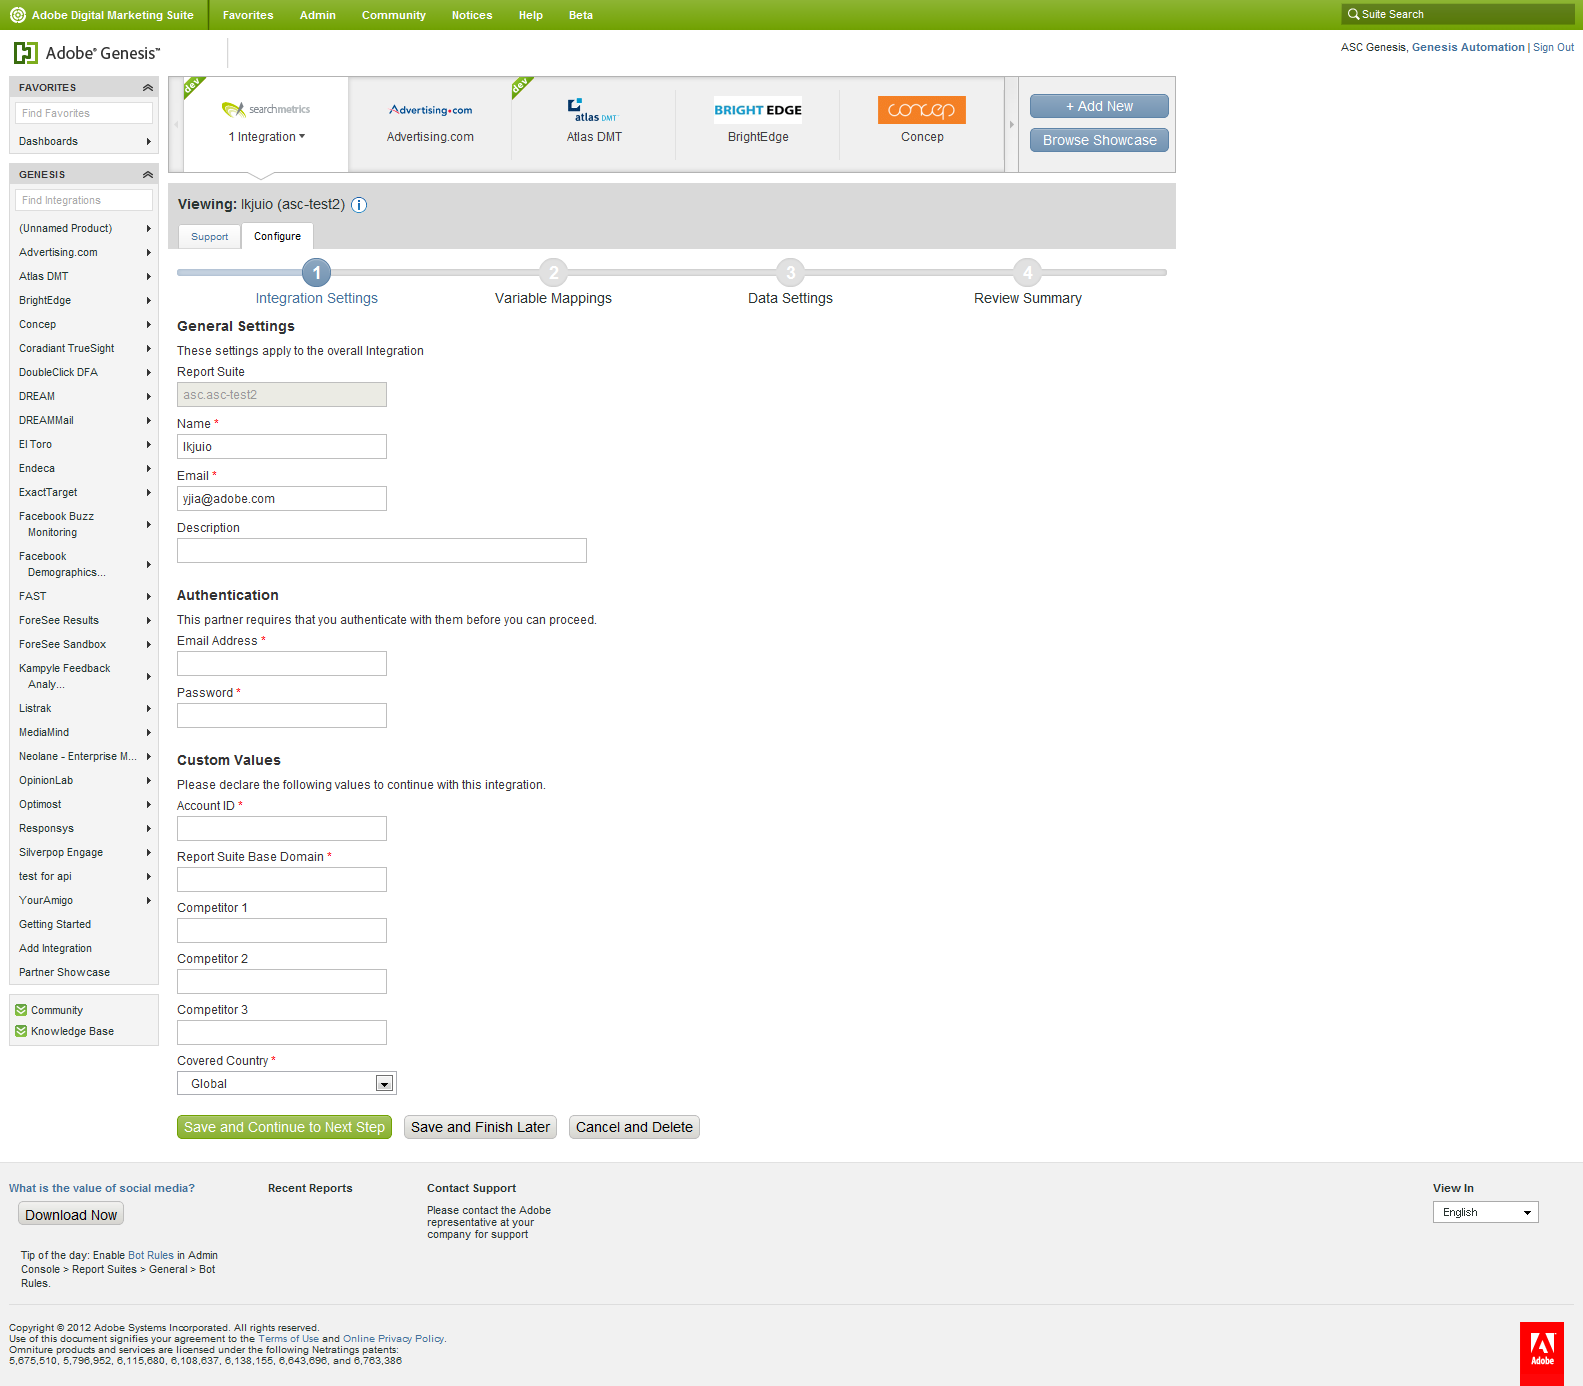 Adobe Digital Marketing Suite
Favorites
Admin
Community
Notices
Help
Beta
Suite Search
Adobe® Genesis™
ASC Genesis, Genesis Automation | Sign Out
FAVORITES
Find Favorites
Dashboards
GENESIS
Find Integrations
(Unnamed Product)
Advertising.com
Atlas DMT
BrightEdge
Concep
Coradiant TrueSight
DoubleClick DFA
DREAM
DREAMMail
El Toro
Endeca
ExactTarget
Facebook Buzz
Monitoring
Facebook
Demographics...
FAST
ForeSee Results
ForeSee Sandbox
Kampyle Feedback
Analy...
Listrak
MediaMind
Neolane - Enterprise M...
OpinionLab
Optimost
Responsys
Silverpop Engage
test for api
YourAmigo
Getting Started
Add Integration
Partner Showcase
Community
Knowledge Base
dev
searchmetrics
1 Integration
Advertising.com
Advertising.com
dev
atlas DMT
Atlas DMT
BRIGHT EDGE
BrightEdge
concep
Concep
+ Add New
Browse Showcase
Viewing: lkjuio (asc-test2)
Support
Configure
1
2
3
4
Integration Settings
Variable Mappings
Data Settings
Review Summary
General Settings
These settings apply to the overall Integration
Report Suite
asc.asc-test2
Name *
lkjuio
Email *
yjia@adobe.com
Description
Authentication
This partner requires that you authenticate with them before you can proceed.
Email Address *
Password *
Custom Values
Please declare the following values to continue with this integration.
Account ID *
Report Suite Base Domain *
Competitor 1
Competitor 2
Competitor 3
Covered Country *
Global
Save and Continue to Next Step
Save and Finish Later
Cancel and Delete
What is the value of social media?
Download Now
Tip of the day: Enable Bot Rules in Admin
Console > Report Suites > General > Bot
Rules.
Recent Reports
Contact Support
Please contact the Adobe
representative at your
company for support
View In
English
Copyright © 2012 Adobe Systems Incorporated. All rights reserved.
Use of this document signifies your agreement to the Terms of Use and Online Privacy Policy.
Omniture products and services are licensed under the following Netratings patents:
5,675,510, 5,796,952, 6,115,680, 6,108,637, 6,138,155, 6,643,696, and 6,763,386
Adobe